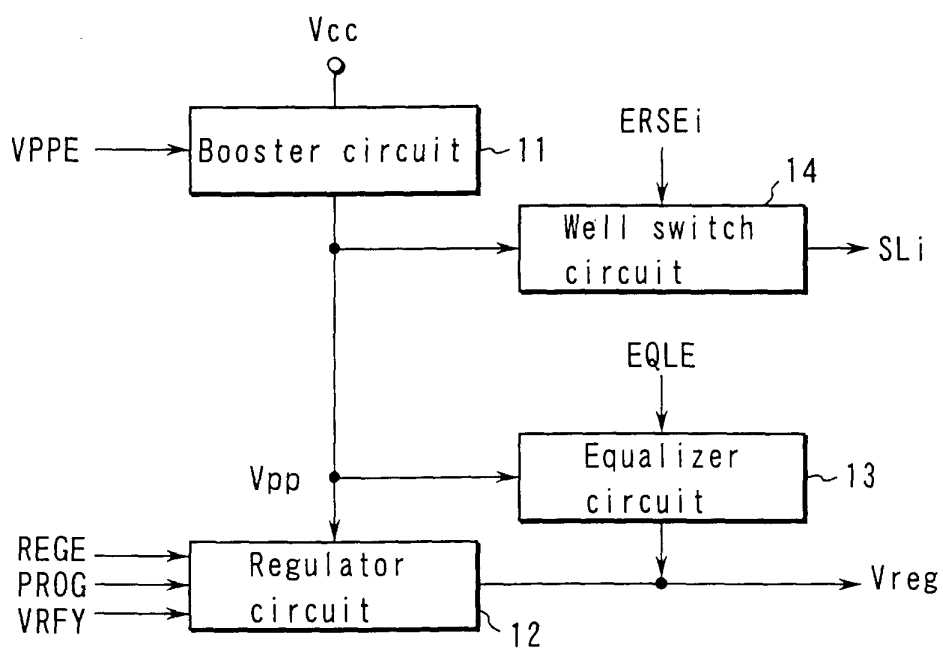 Vcc
VPPE
Booster circuit
11
ERSEi
14
Well switch
circuit
SLi
EQLE
Equalizer
circuit
13
Vpp
REGE
PROG
VRFY
Regulator
circuit
12
Vreg